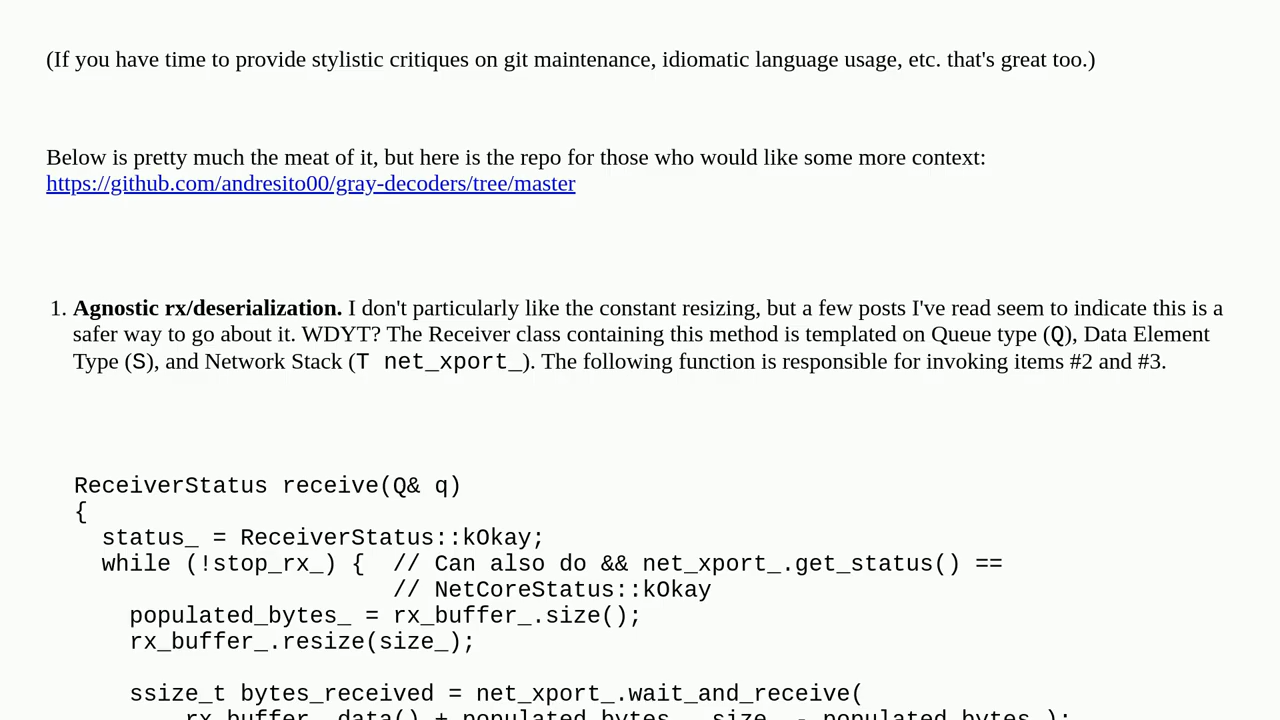 (If you have time to provide stylistic critiques on git maintenance, idiomatic language usage, etc. that's great too.)
Below is pretty much the meat of it, but here is the repo for those who would like some more context:
https://github.com/andresito00/gray-decoders/tree/master
1. Agnostic rx/deserialization. I don't particularly like the constant resizing, but a few posts I've read seem to indicate this is a
safer way to go about it. WDYT? The Receiver class containing this method is templated on Queue type (Q), Data Element
Type (S), and Network Stack (T net_xport_). The following function is responsible for invoking items #2 and #3.
ReceiverStatus receive(Q& q)
{
  status_ = ReceiverStatus::kOkay;
  while (!stop_rx_) {  // Can also do && net_xport_.get_status() ==
                       // NetCoreStatus::kOkay
    populated_bytes_ = rx_buffer_.size();
    rx_buffer_.resize(size_);
    ssize_t bytes_received = net_xport_.wait_and_receive(
        rx_buffer_.data() + populated_bytes_, size_ - populated_bytes_);